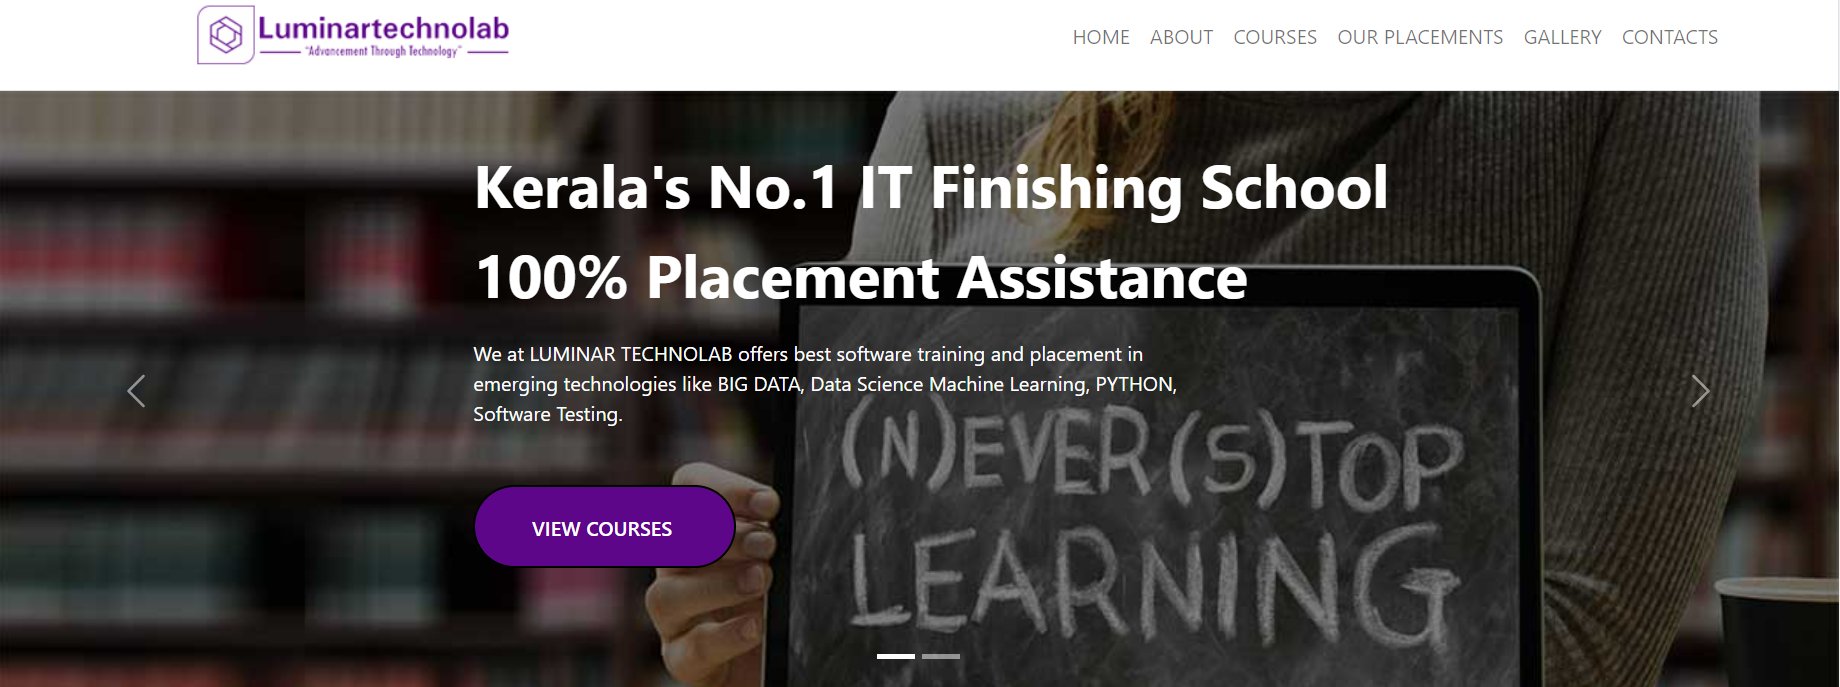 Luminartechnolab
"Advancement Through Technology"
HOME ABOUT COURSES OUR PLACEMENTS GALLERY CONTACTS
Kerala's No.1 IT Finishing School
100% Placement Assistance
We at LUMINAR TECHNOLAB offers best software training and placement in
emerging technologies like BIG DATA, Data Science Machine Learning, PYTHON,
Software Testing.
VIEW COURSES
(N)EVER (S)TOP
LEARNING